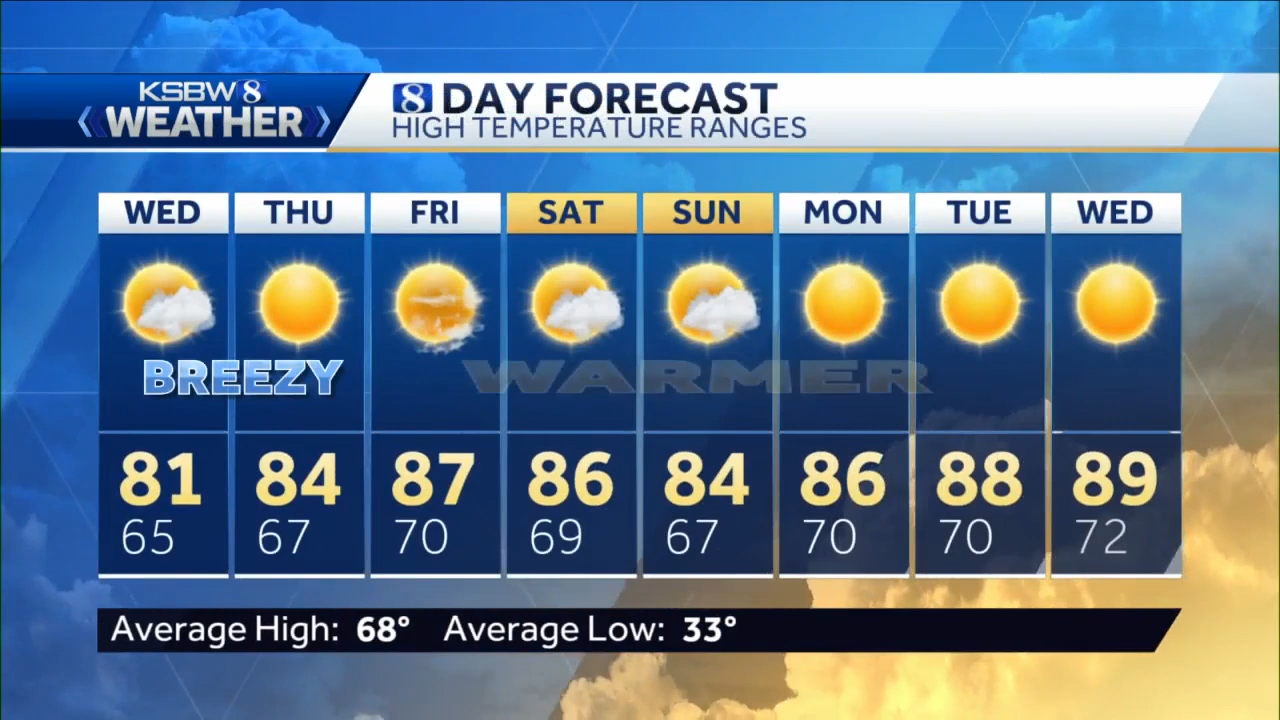 KSBW 8
WEATHER
8 DAY FORECAST
HIGH TEMPERATURE RANGES
WED THU FRI SAT SUN MON TUE WED
BREEZY WARMER
81 84 87 86 84 86 88 89
65 67 70 69 67 70 70 72
Average High: 68° Average Low: 33°